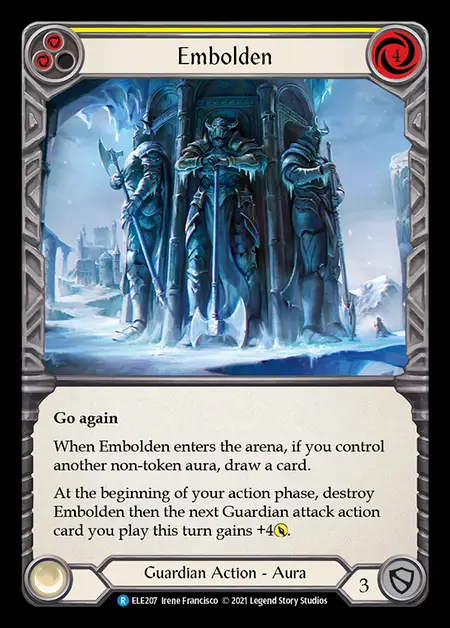 Embolden
4
Go again
When Embolden enters the arena, if you control
another non-token aura, draw a card.
At the beginning of your action phase, destroy
Embolden then the next Guardian attack action
card you play this turn gains +4.
Guardian Action - Aura
3
R ELE207 Irene Francisco © 2021 Legend Story Studios